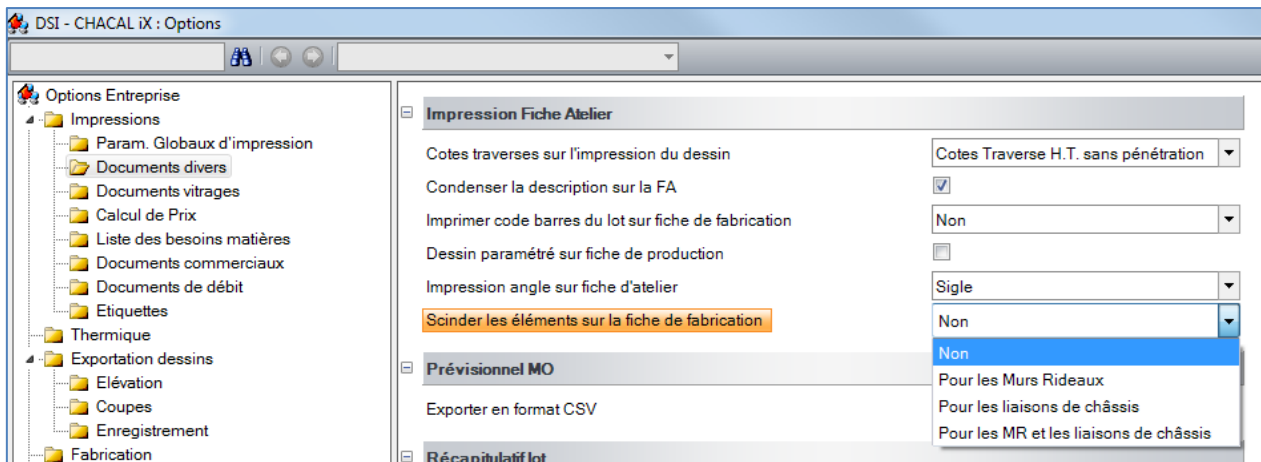 DSI - CHACAL iX : Options
Options Entreprise
Impressions
Param. Globaux d'impression
Documents divers
Documents vitrages
Calcul de Prix
Liste des besoins matières
Documents commerciaux
Documents de débit
Etiquettes
Thermique
Exportation dessins
Elévation
Coupes
Enregistrement
Fabrication
Impression Fiche Atelier
Cotes traverses sur l'impression du dessin Cotes Traverse H.T. sans pénétration
Condenser la description sur la FA
Imprimer code barres du lot sur fiche de fabrication Non
Dessin paramétré sur fiche de production
Impression angle sur fiche d'atelier Sigle
Scinder les éléments sur la fiche de fabrication Non
Non
Pour les Murs Rideaux
Pour les liaisons de châssis
Pour les MR et les liaisons de châssis
Prévisionnel MO
Exporter en format CSV
Récapitulatif lot